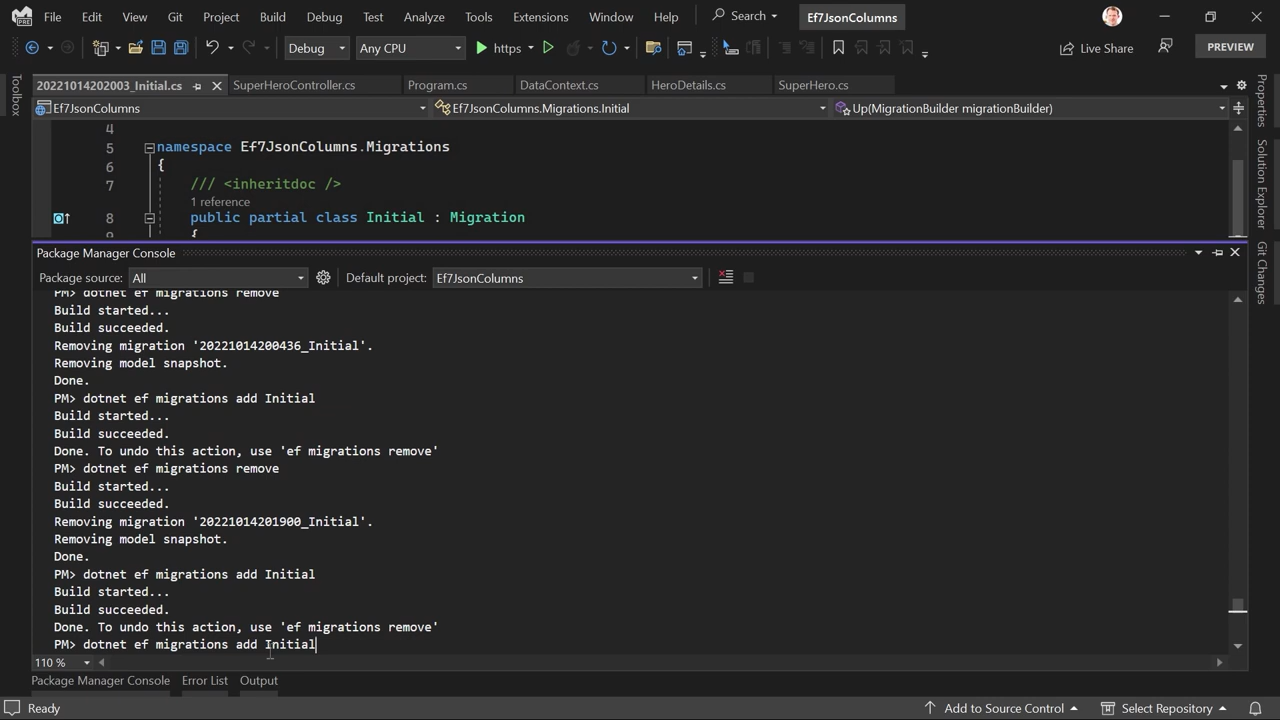 File Edit View Git Project Build Debug Test Analyze Tools Extensions Window Help Search Ef7JsonColumns
PRE
Debug Any CPU https Live Share PREVIEW
Toolbox
20221014202003_Initial.cs SuperHeroController.cs Program.cs DataContext.cs HeroDetails.cs SuperHero.cs
Ef7JsonColumns Ef7JsonColumns.Migrations.Initial Up(MigrationBuilder migrationBuilder)
4
5 namespace Ef7JsonColumns.Migrations
6 {
7 /// <inheritdoc />
1 reference
8 public partial class Initial : Migration
9 {
Properties
Solution Explorer
Git Changes
Package Manager Console
Package source: All Default project: Ef7JsonColumns
PM> dotnet ef migrations remove
Build started...
Build succeeded.
Removing migration '20221014200436_Initial'.
Removing model snapshot.
Done.
PM> dotnet ef migrations add Initial
Build started...
Build succeeded.
Done. To undo this action, use 'ef migrations remove'
PM> dotnet ef migrations remove
Build started...
Build succeeded.
Removing migration '20221014201900_Initial'.
Removing model snapshot.
Done.
PM> dotnet ef migrations add Initial
Build started...
Build succeeded.
Done. To undo this action, use 'ef migrations remove'
PM> dotnet ef migrations add Initial
110 %
Package Manager Console Error List Output
Ready Add to Source Control Select Repository